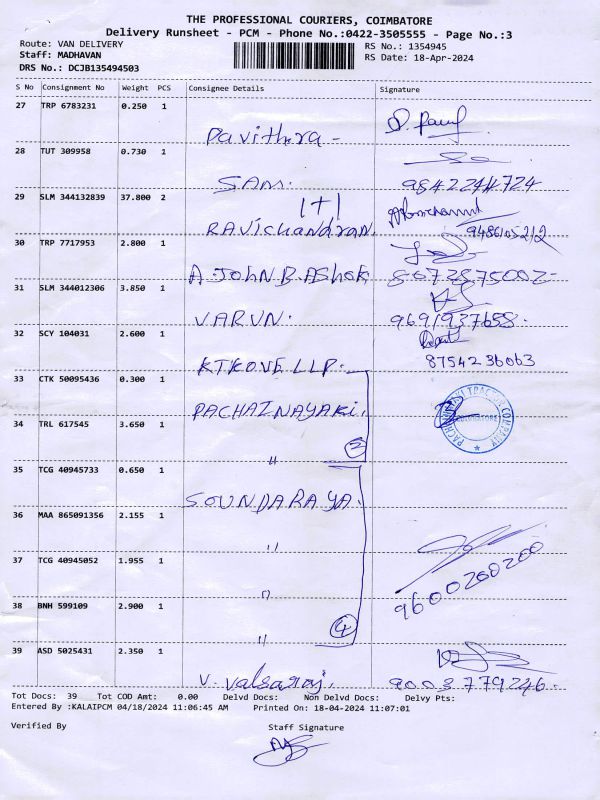 THE PROFESSIONAL COURIERS, COIMBATORE
Delivery Runsheet - PCM - Phone No.:0422-3505555 - Page No.:3
Route: VAN DELIVERY
RS No.: 1354945
Staff: MADHAVAN
RS Date: 18-Apr-2024
DRS No.: DCJB135494503
S No Consignment No Weight PCS Consignee Details Signature
27 TRP 6783231 0.250 1
Pavithra -
28 TUT 309958 0.730 1
SAM. 9842244724
29 SLM 344132839 37.800 2
1+1
RAVichandran. 9486105212
30 TRP 7717953 2.800 1
A. John B Ashok 8072875002-
31 SLM 344012306 3.850 1
VARUN. 9691937688.
32 SCY 104031 2.600 1
KTKOVE LLP. 8754236063
33 CTK 50095436 0.300 1
PACHAINAYAKI.
COIMBATORE
34 TRL 617545 3.650 1
" 2
35 TCG 40945733 0.650 1
SOUNDARAYA.
36 MAA 865091356 2.155 1
"
37 TCG 40945052 1.955 1
"
9600200200
38 BNH 599109 2.900 1
" 4
39 ASD 5025431 2.350 1
V. Valsaraj. 9003779246.
Tot Docs: 39 Tot COD Amt: 0.00 Delvd Docs: Non Delvd Docs: Delvy Pts:
Entered By :KALAIPCM 04/18/2024 11:06:45 AM Printed On: 18-04-2024 11:07:01
Verified By Staff Signature